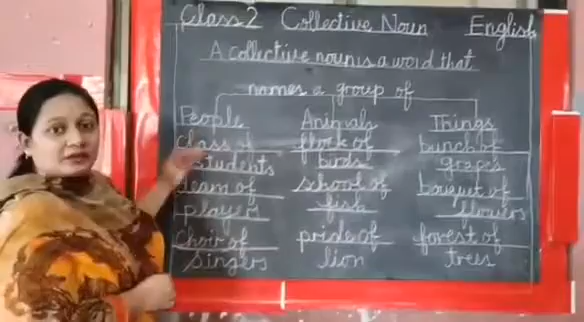 Class 2 Collective Noun English
A collective noun is a word that
names a group of
People Animals Things
class of flock of bunch of
students birds grapes
team of school of bouquet of
players fish flowers
choir of pride of forest of
singers lion trees